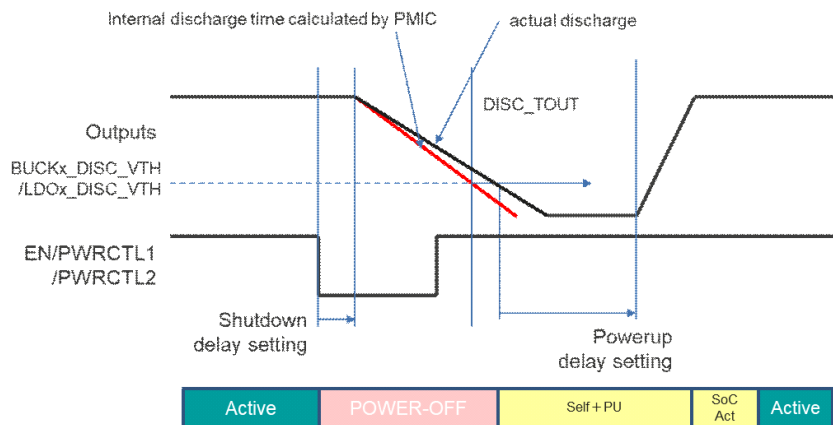 Internal discharge time calculated by PMIC
actual discharge
DISC_TOUT
Outputs
BUCKx_DISC_VTH
/LDOx_DISC_VTH
EN/PWRCTL1
/PWRCTL2
Shutdown
delay setting
Powerup
delay setting
Active
POWER-OFF
Self + PU
SoC
Act
Active